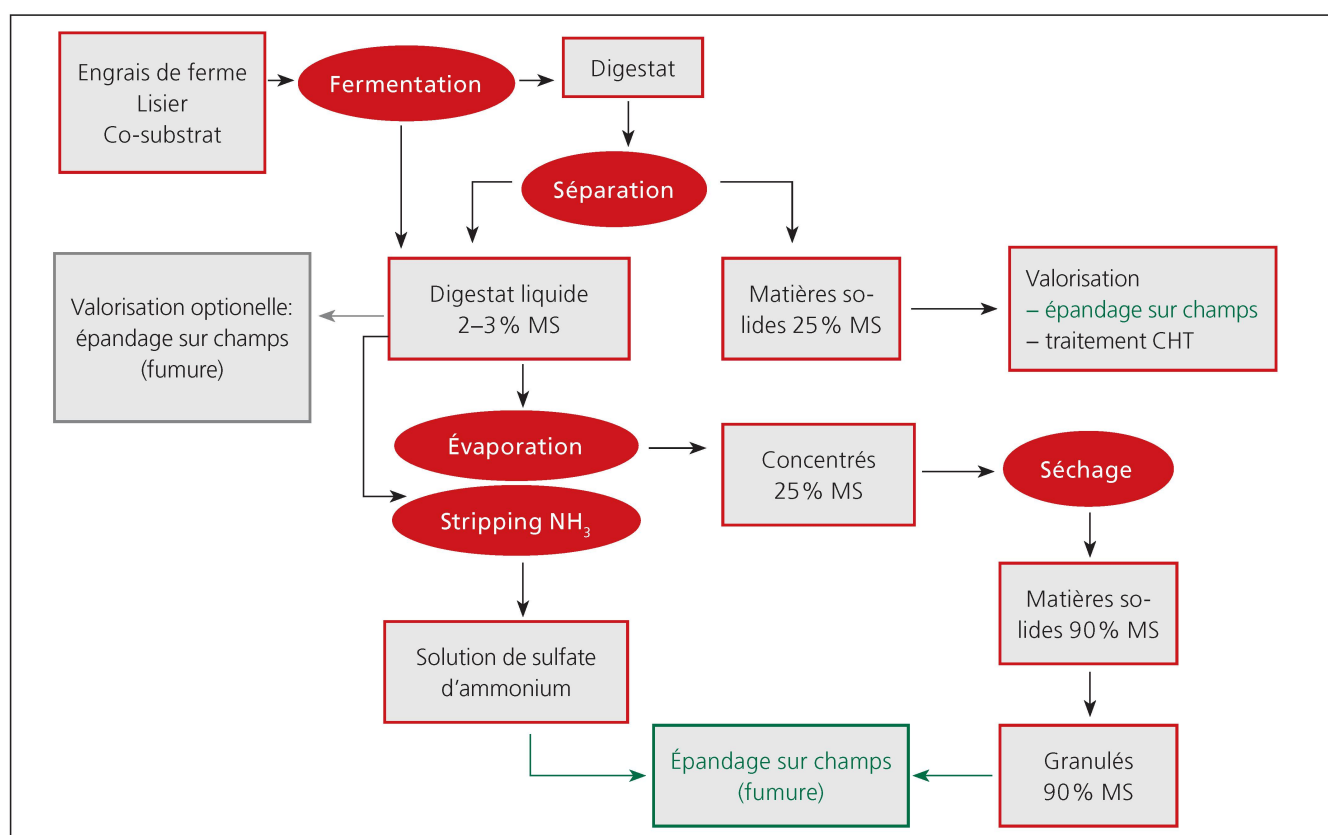 Engrais de ferme
Lisier
Co-substrat
Fermentation
Digestat
Séparation
Valorisation optionelle:
épandage sur champs
(fumure)
Digestat liquide
2–3% MS
Matières so-
lides 25% MS
Valorisation
– épandage sur champs
– traitement CHT
Évaporation
Concentrés
25% MS
Séchage
Stripping NH₃
Matières so-
lides 90% MS
Solution de sulfate
d’ammonium
Épandage sur champs
(fumure)
Granulés
90% MS